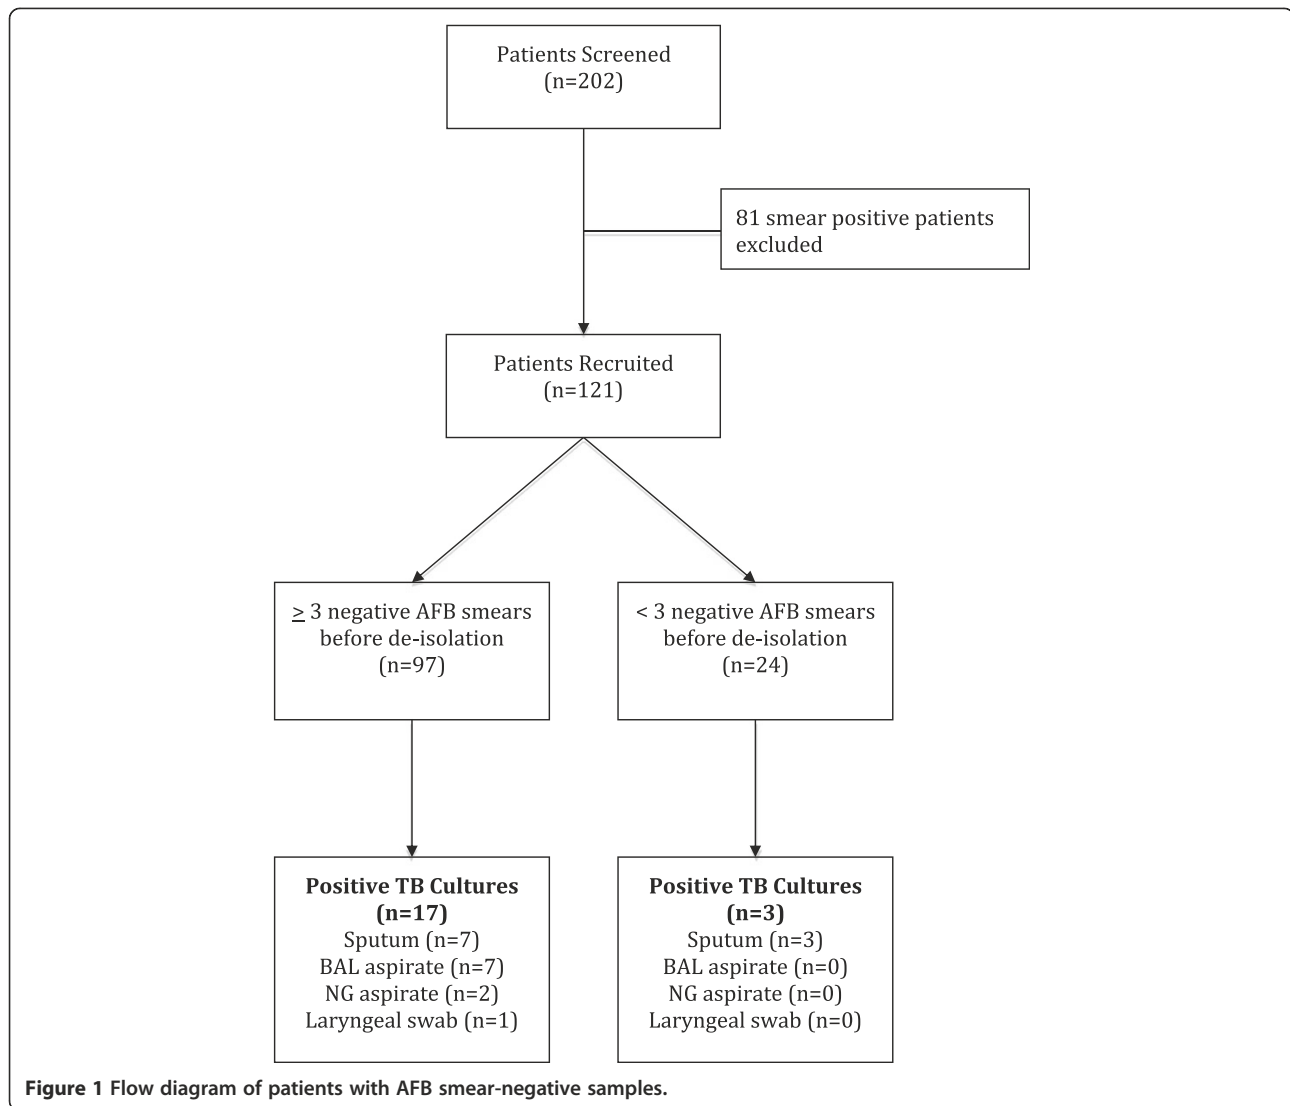 Patients Screened
(n=202)
81 smear positive patients
excluded
Patients Recruited
(n=121)
≥ 3 negative AFB smears
before de-isolation
(n=97)
< 3 negative AFB smears
before de-isolation
(n=24)
Positive TB Cultures
(n=17)
Sputum (n=7)
BAL aspirate (n=7)
NG aspirate (n=2)
Laryngeal swab (n=1)
Positive TB Cultures
(n=3)
Sputum (n=3)
BAL aspirate (n=0)
NG aspirate (n=0)
Laryngeal swab (n=0)
Figure 1 Flow diagram of patients with AFB smear-negative samples.